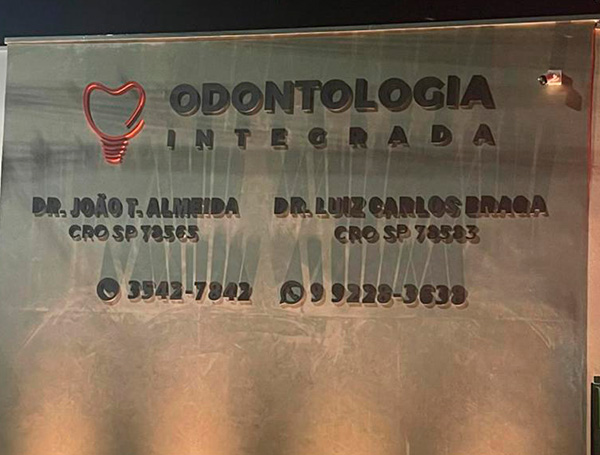 ODONTOLOGIA
INTEGRADA
DR. JOÃO T. ALMEIDA
CRO SP 78565
DR. LUIZ CARLOS BRAGA
CRO SP 78583
3542-7842
9 9228-3638